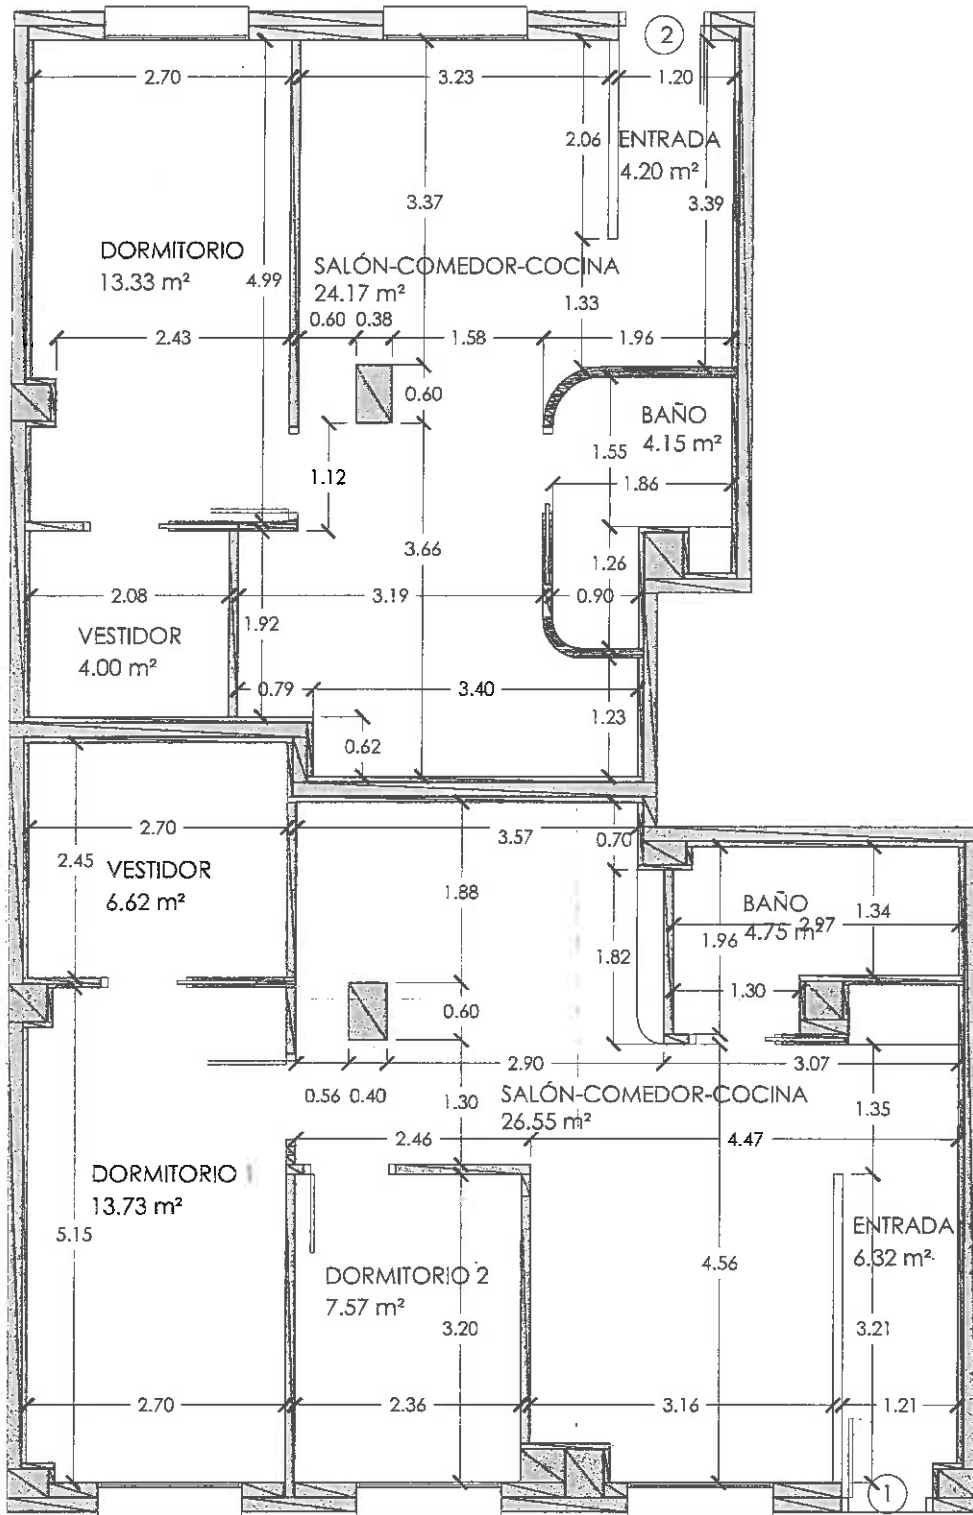 2
2.70
3.23
1.20
2.06
ENTRADA
4.20 m²
3.37
3.39
DORMITORIO
13.33 m²
4.99
SALÓN-COMEDOR-COCINA
24.17 m²
1.33
0.60 0.38
2.43
1.58
1.96
0.60
BAÑO
4.15 m²
1.55
1.12
1.86
3.66
1.26
2.08
3.19
0.90
1.92
VESTIDOR
4.00 m²
0.79
3.40
1.23
0.62
2.70
3.57
0.70
2.45
VESTIDOR
6.62 m²
1.88
BAÑO
4.75 m²
2.97
1.34
1.96
1.82
1.30
0.60
2.90
3.07
0.56 0.40
1.30
SALÓN-COMEDOR-COCINA
26.55 m²
1.35
2.46
4.47
DORMITORIO
13.73 m²
5.15
ENTRADA
6.32 m²
4.56
DORMITORIO 2
7.57 m²
3.20
3.21
2.70
2.36
3.16
1.21
1